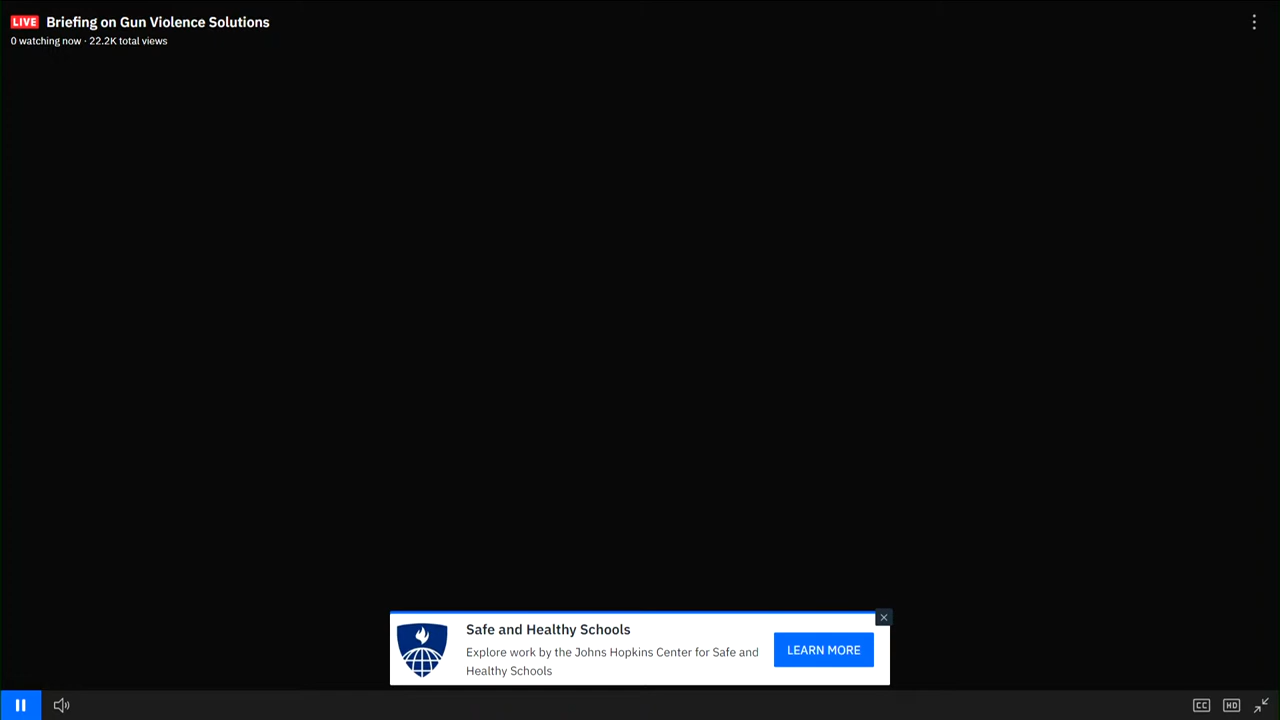 LIVE Briefing on Gun Violence Solutions
0 watching now · 22.2K total views
Safe and Healthy Schools
Explore work by the Johns Hopkins Center for Safe and
Healthy Schools
LEARN MORE
CC HD